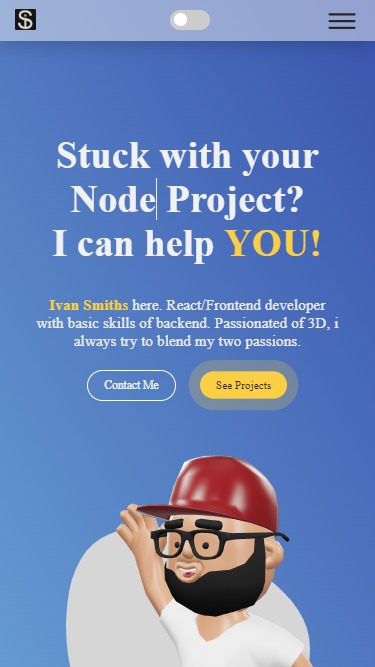 Stuck with your
Node Project?
I can help YOU!
Ivan Smiths here. React/Frontend developer
with basic skills of backend. Passionated of 3D, i
always try to blend my two passions.
Contact Me
See Projects